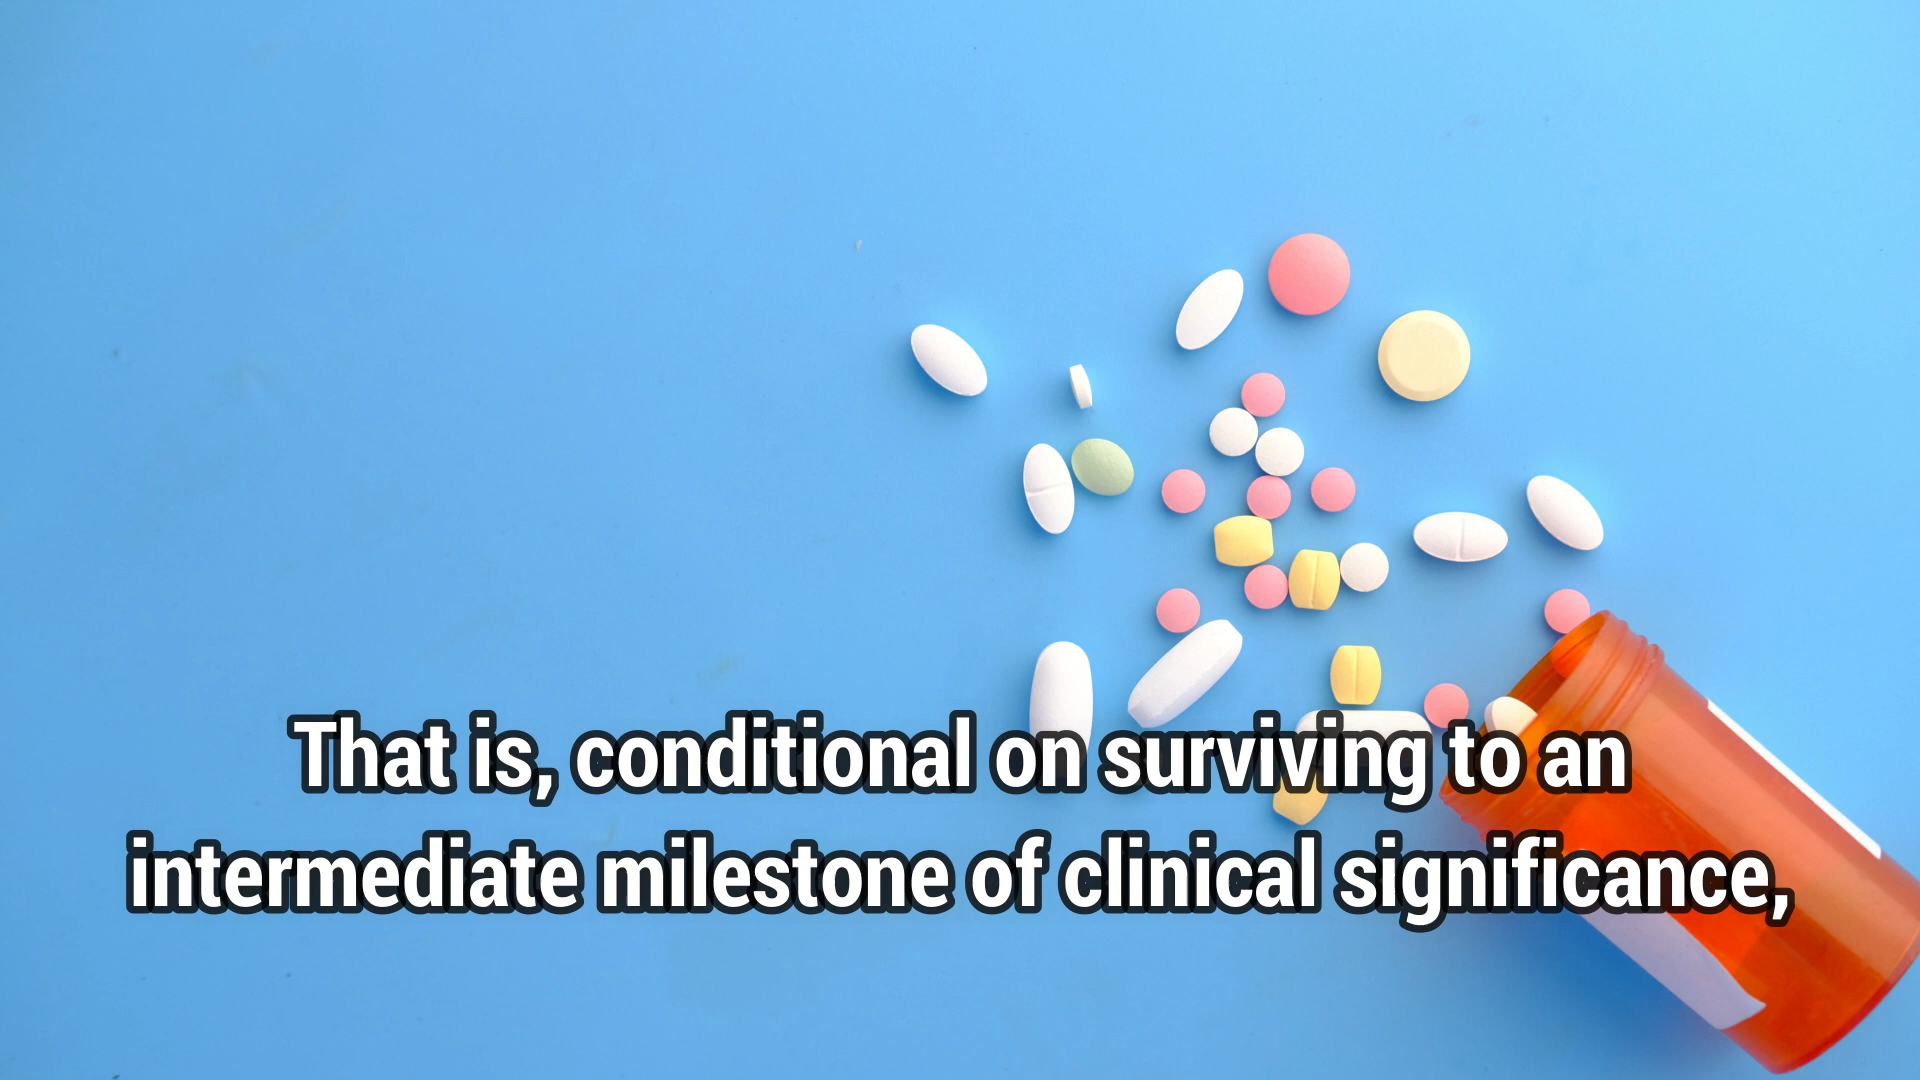 That is, conditional on surviving to an
intermediate milestone of clinical significance,